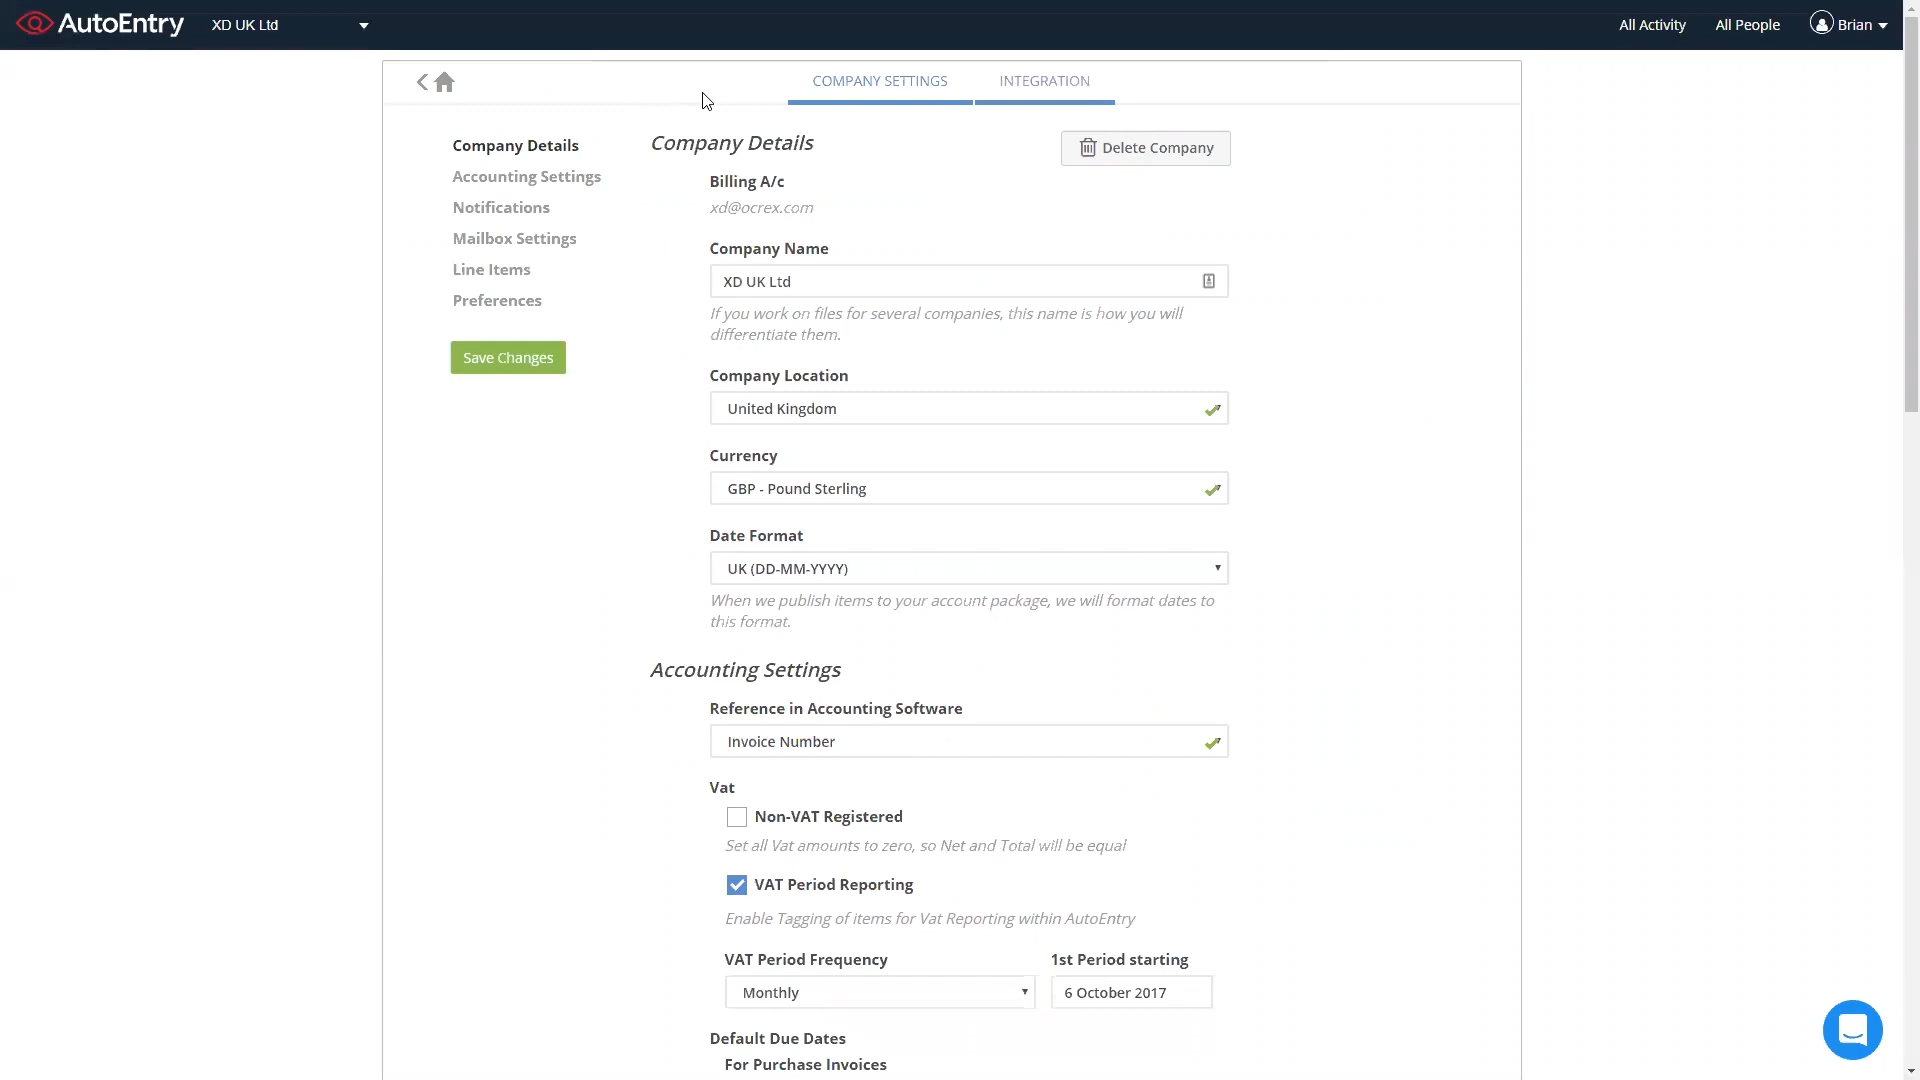 AutoEntry
XD UK Ltd
All Activity
All People
Brian
COMPANY SETTINGS
INTEGRATION
Company Details
Accounting Settings
Notifications
Mailbox Settings
Line Items
Preferences
Save Changes
Company Details
Delete Company
Billing A/c
xd@ocrex.com
Company Name
XD UK Ltd
If you work on files for several companies, this name is how you will
differentiate them.
Company Location
United Kingdom
Currency
GBP - Pound Sterling
Date Format
UK (DD-MM-YYYY)
When we publish items to your account package, we will format dates to
this format.
Accounting Settings
Reference in Accounting Software
Invoice Number
Vat
Non-VAT Registered
Set all Vat amounts to zero, so Net and Total will be equal
VAT Period Reporting
Enable Tagging of items for Vat Reporting within AutoEntry
VAT Period Frequency
1st Period starting
Monthly
6 October 2017
Default Due Dates
For Purchase Invoices